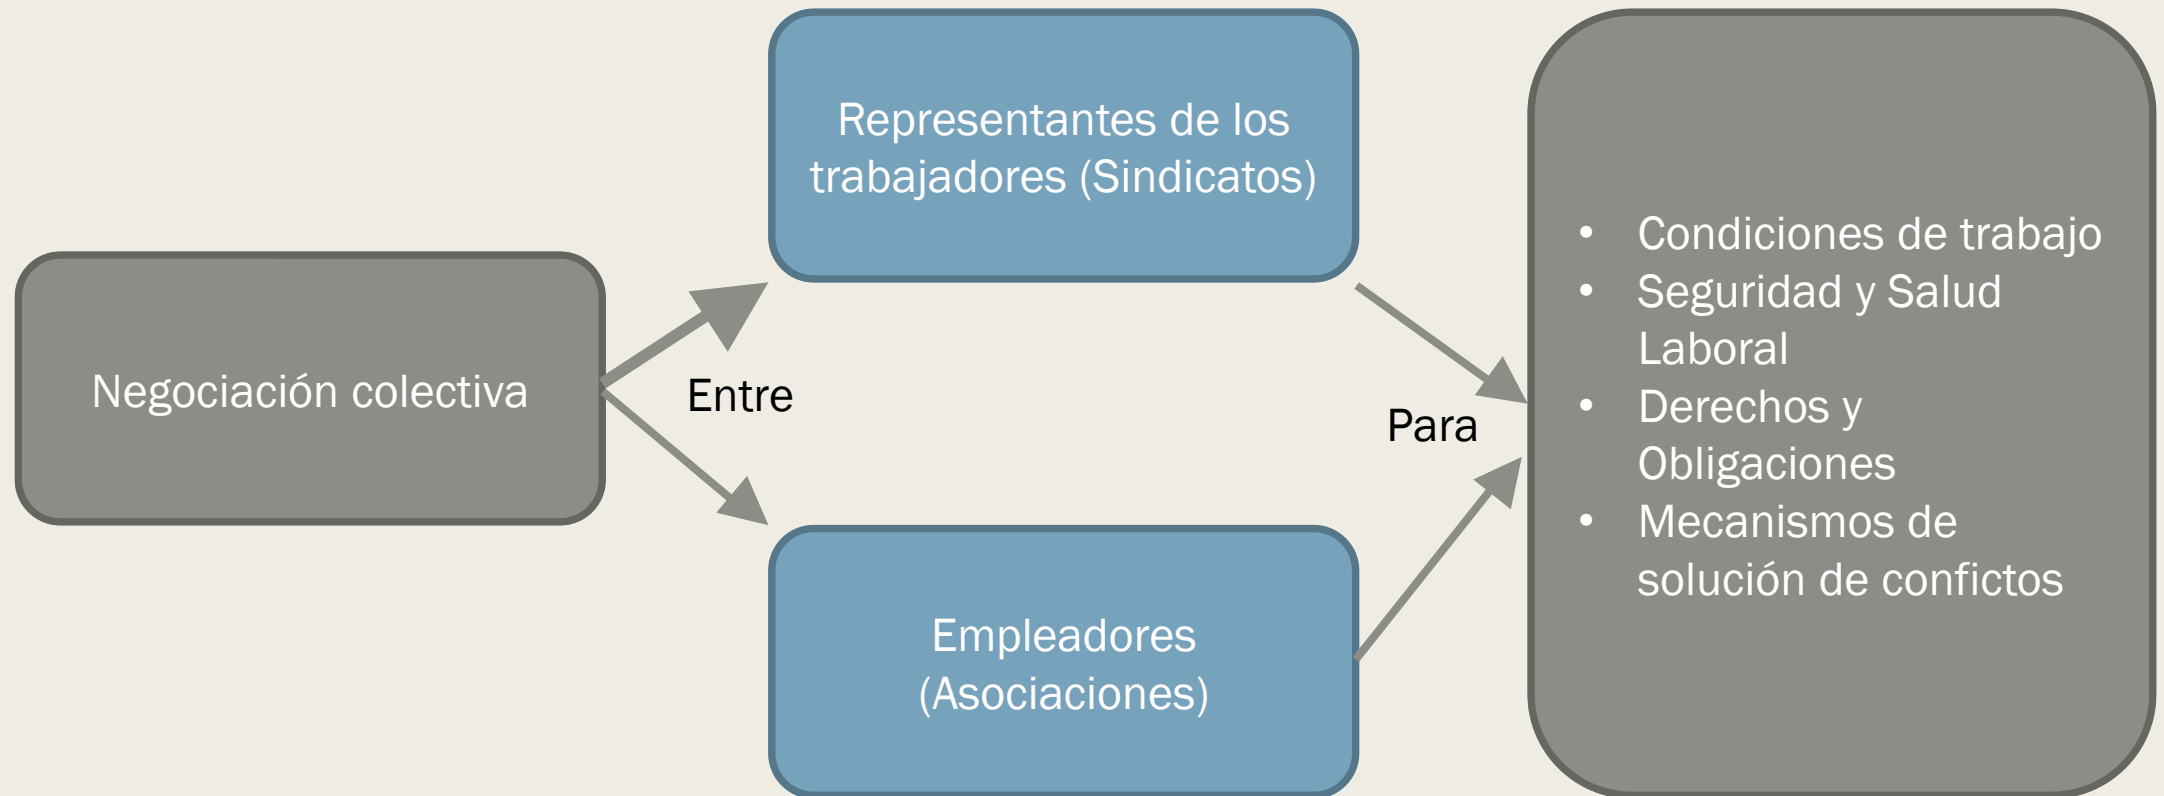 Negociación colectiva
Entre
Representantes de los
trabajadores (Sindicatos)
Empleadores
(Asociaciones)
Para
• Condiciones de trabajo
• Seguridad y Salud
Laboral
• Derechos y
Obligaciones
• Mecanismos de
solución de confictos